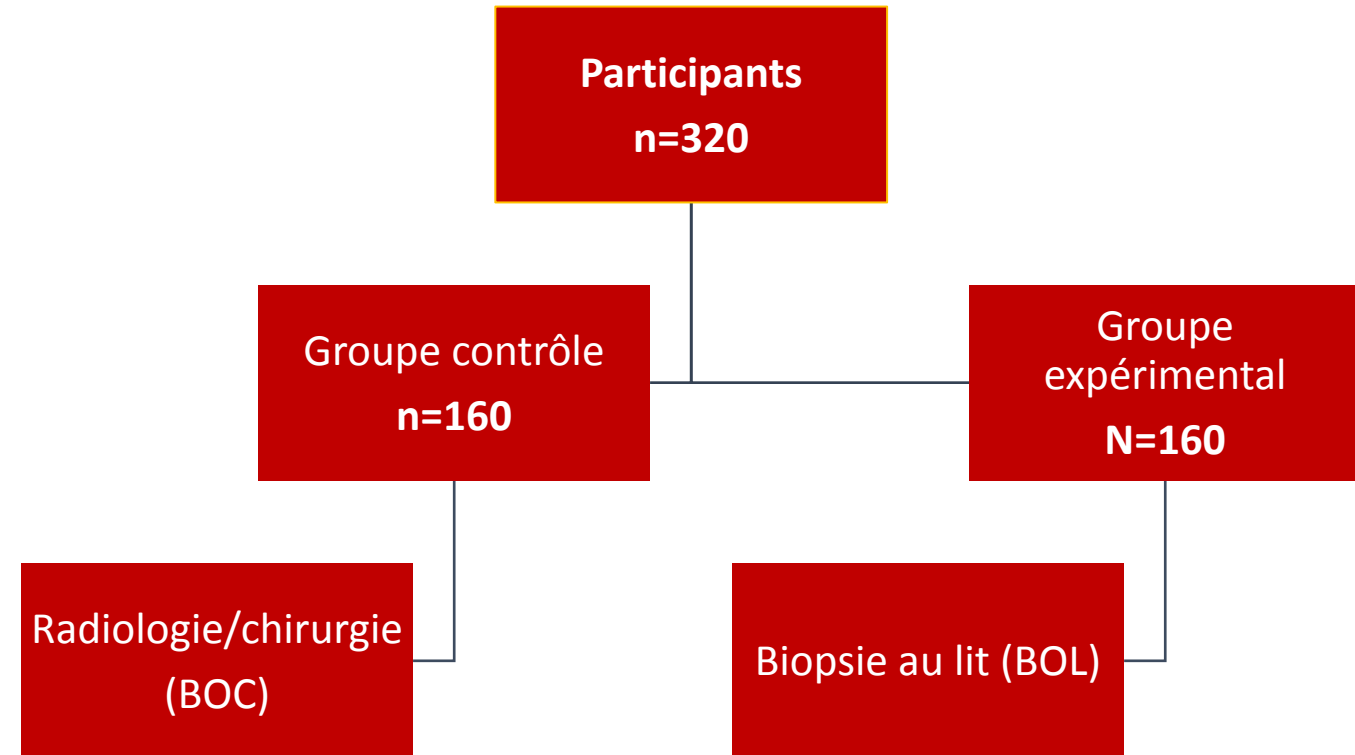 Participants
n=320
Groupe contrôle
n=160
Groupe
expérimental
N=160
Radiologie/chirurgie
(BOC)
Biopsie au lit (BOL)